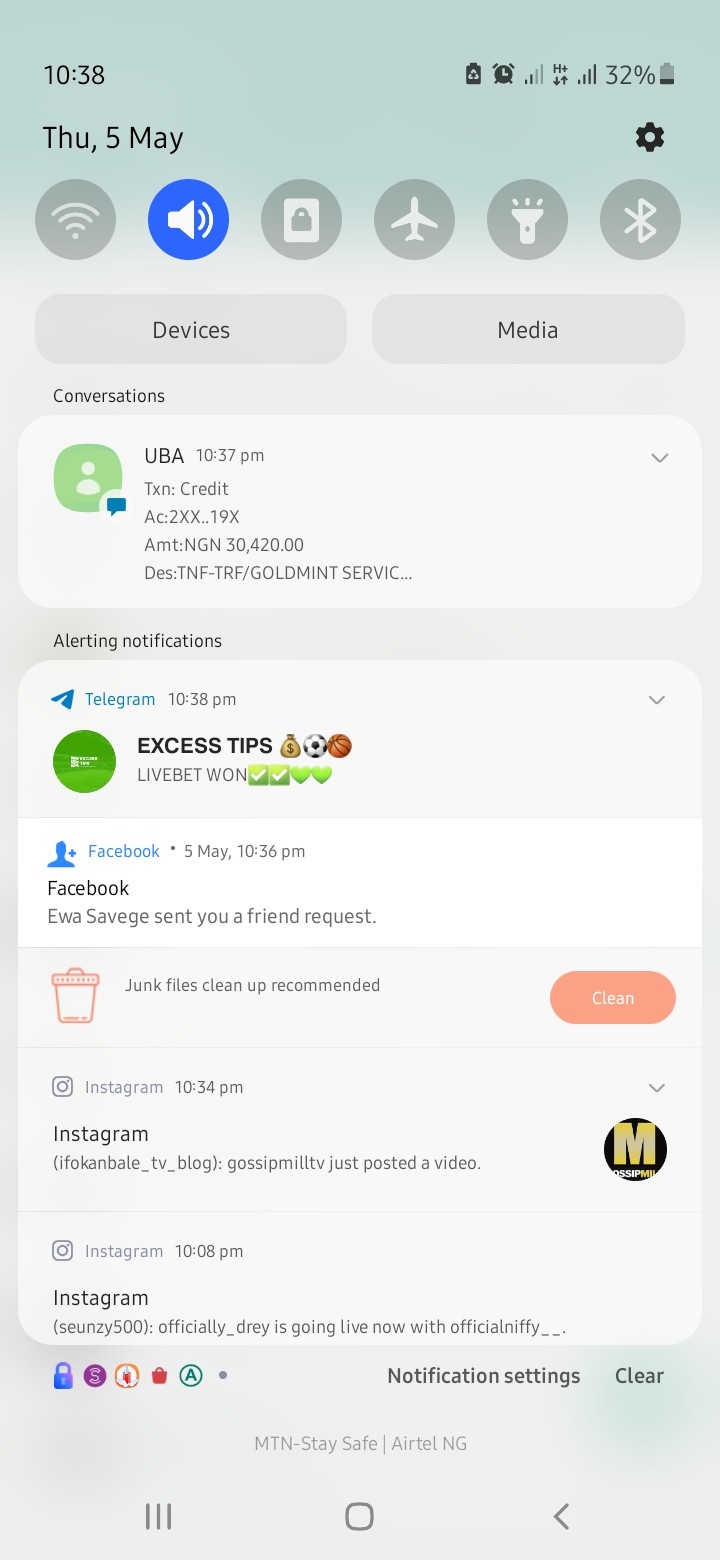 10:38
H+
32%
Thu, 5 May
Devices
Media
Conversations
UBA 10:37 pm
Txn: Credit
Ac:2XX..19X
Amt:NGN 30,420.00
Des:TNF-TRF/GOLDMINT SERVIC...
Alerting notifications
Telegram 10:38 pm
EXCESS TIPS 💰⚽🏀
LIVEBET WON✅✅💚💚
Facebook • 5 May, 10:36 pm
Facebook
Ewa Savege sent you a friend request.
Junk files clean up recommended
Clean
Instagram 10:34 pm
Instagram
(ifokanbale_tv_blog): gossipmilltv just posted a video.
M
OSSIPMIL
Instagram 10:08 pm
Instagram
(seunzy500): officially_drey is going live now with officialniffy__.
Notification settings
Clear
MTN-Stay Safe | Airtel NG